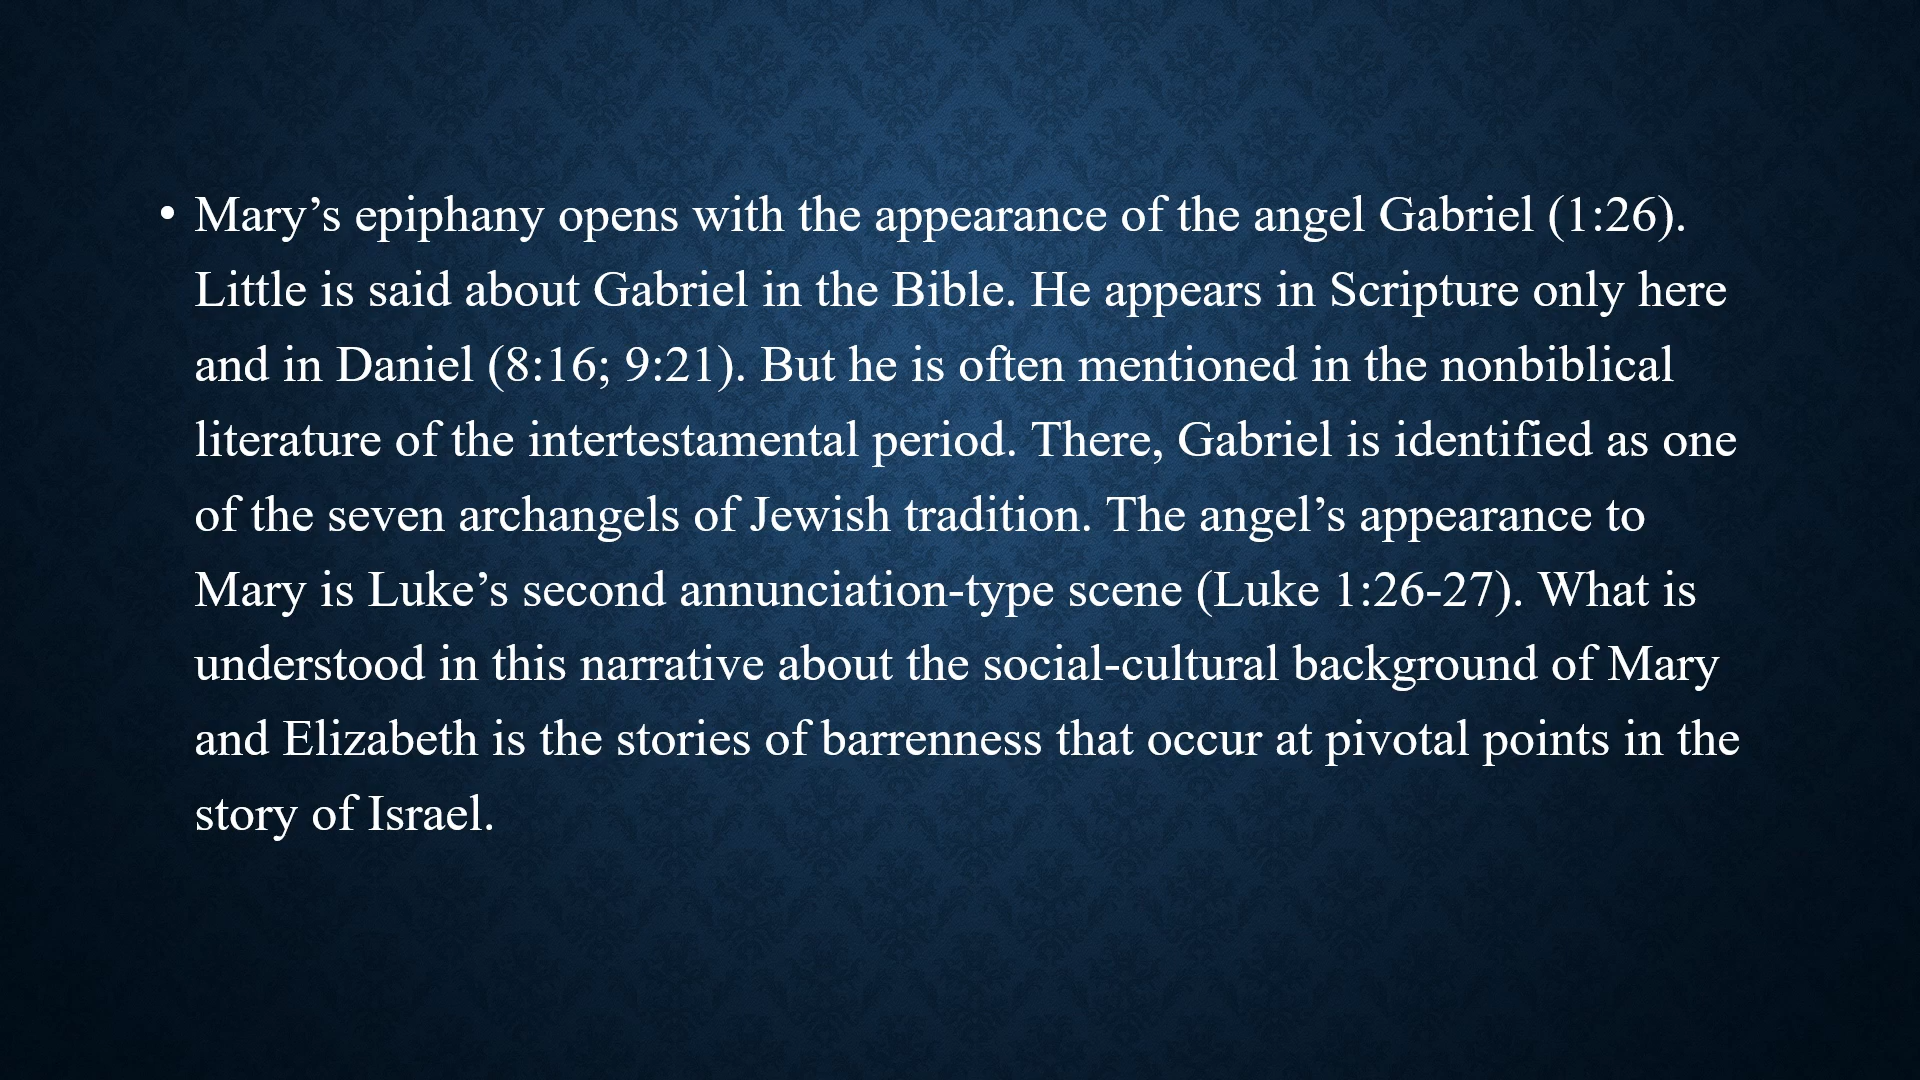 • Mary’s epiphany opens with the appearance of the angel Gabriel (1:26).
Little is said about Gabriel in the Bible. He appears in Scripture only here
and in Daniel (8:16; 9:21). But he is often mentioned in the nonbiblical
literature of the intertestamental period. There, Gabriel is identified as one
of the seven archangels of Jewish tradition. The angel’s appearance to
Mary is Luke’s second annunciation-type scene (Luke 1:26-27). What is
understood in this narrative about the social-cultural background of Mary
and Elizabeth is the stories of barrenness that occur at pivotal points in the
story of Israel.